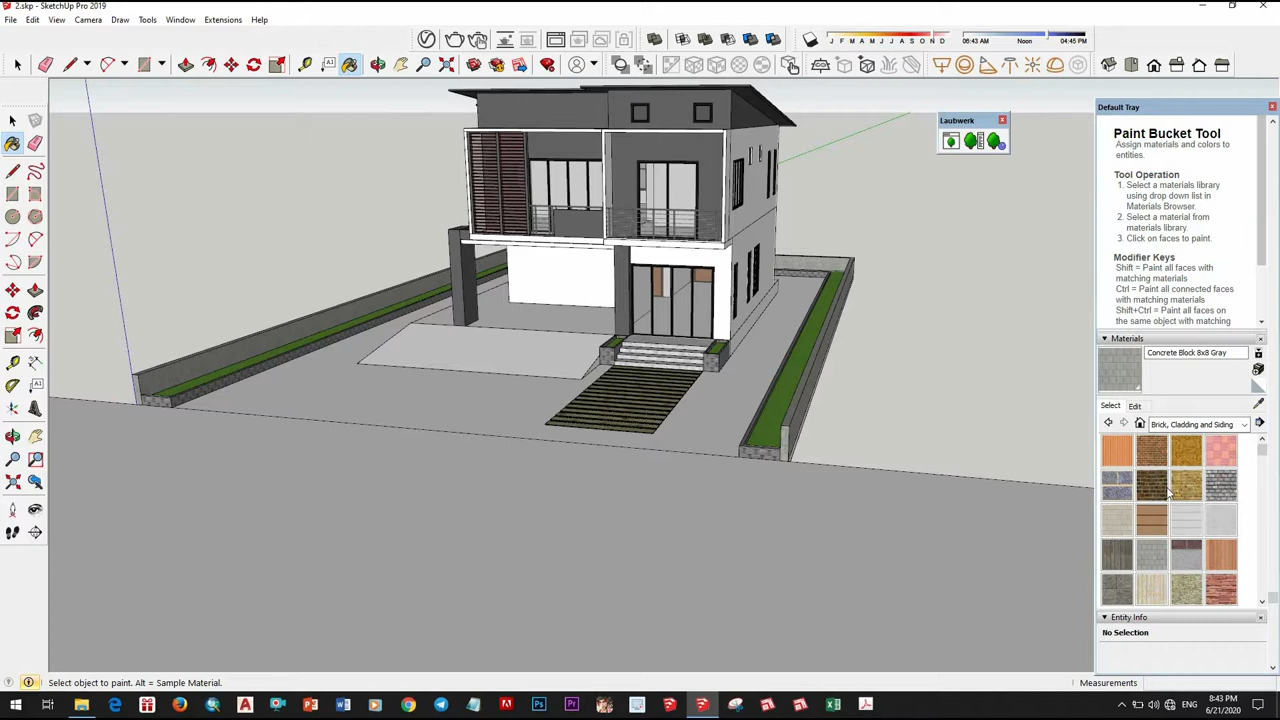 2.skp - SketchUp Pro 2019
File Edit View Camera Draw Tools Window Extensions Help
J F M A M J J A S O N D
06:43 AM Noon 04:45 PM
Default Tray
Laubwerk
Paint Bucket Tool
Assign materials and colors to
entities.
Tool Operation
1. Select a materials library
using drop down list in
Materials Browser.
2. Select a material from
materials library.
3. Click on faces to paint.
Modifier Keys
Shift = Paint all faces with
matching materials
Ctrl = Paint all connected faces
with matching materials
Shift+Ctrl = Paint all faces on
the same object with matching
Materials
Concrete Block 8x8 Gray
Select Edit
Brick, Cladding and Siding
Entity Info
No Selection
Select object to paint. Alt = Sample Material.
Measurements
ENG
8:43 PM
6/21/2020